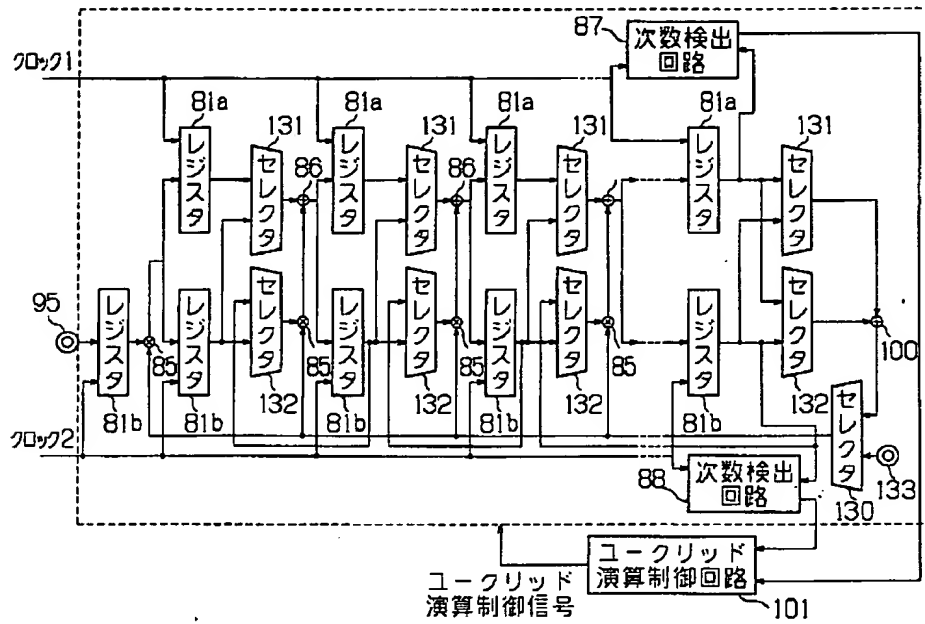 87
次数検出
回路
クロック1
81a
レジスタ
131
セレクタ
86
81a
レジスタ
131
セレクタ
86
81a
レジスタ
131
セレクタ
81a
レジスタ
131
セレクタ
95
レジスタ
81b
85
レジスタ
81b
セレクタ
132
85
レジスタ
81b
セレクタ
132
85
レジスタ
81b
セレクタ
132
85
レジスタ
81b
セレクタ
132
100
クロック2
88
次数検出
回路
セレクタ
130
133
ユークリッド
演算制御回路
101
ユークリッド
演算制御信号